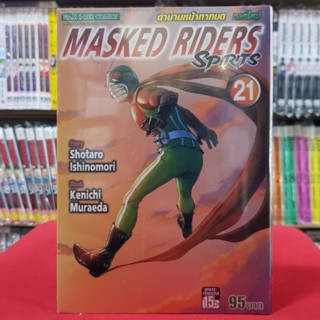 ตำนานหน้ากากมด
MASKED RIDERS
SPIRITS
21
Story
Shotaro
Ishinomori
Kenichi
Muraeda
95 บาท